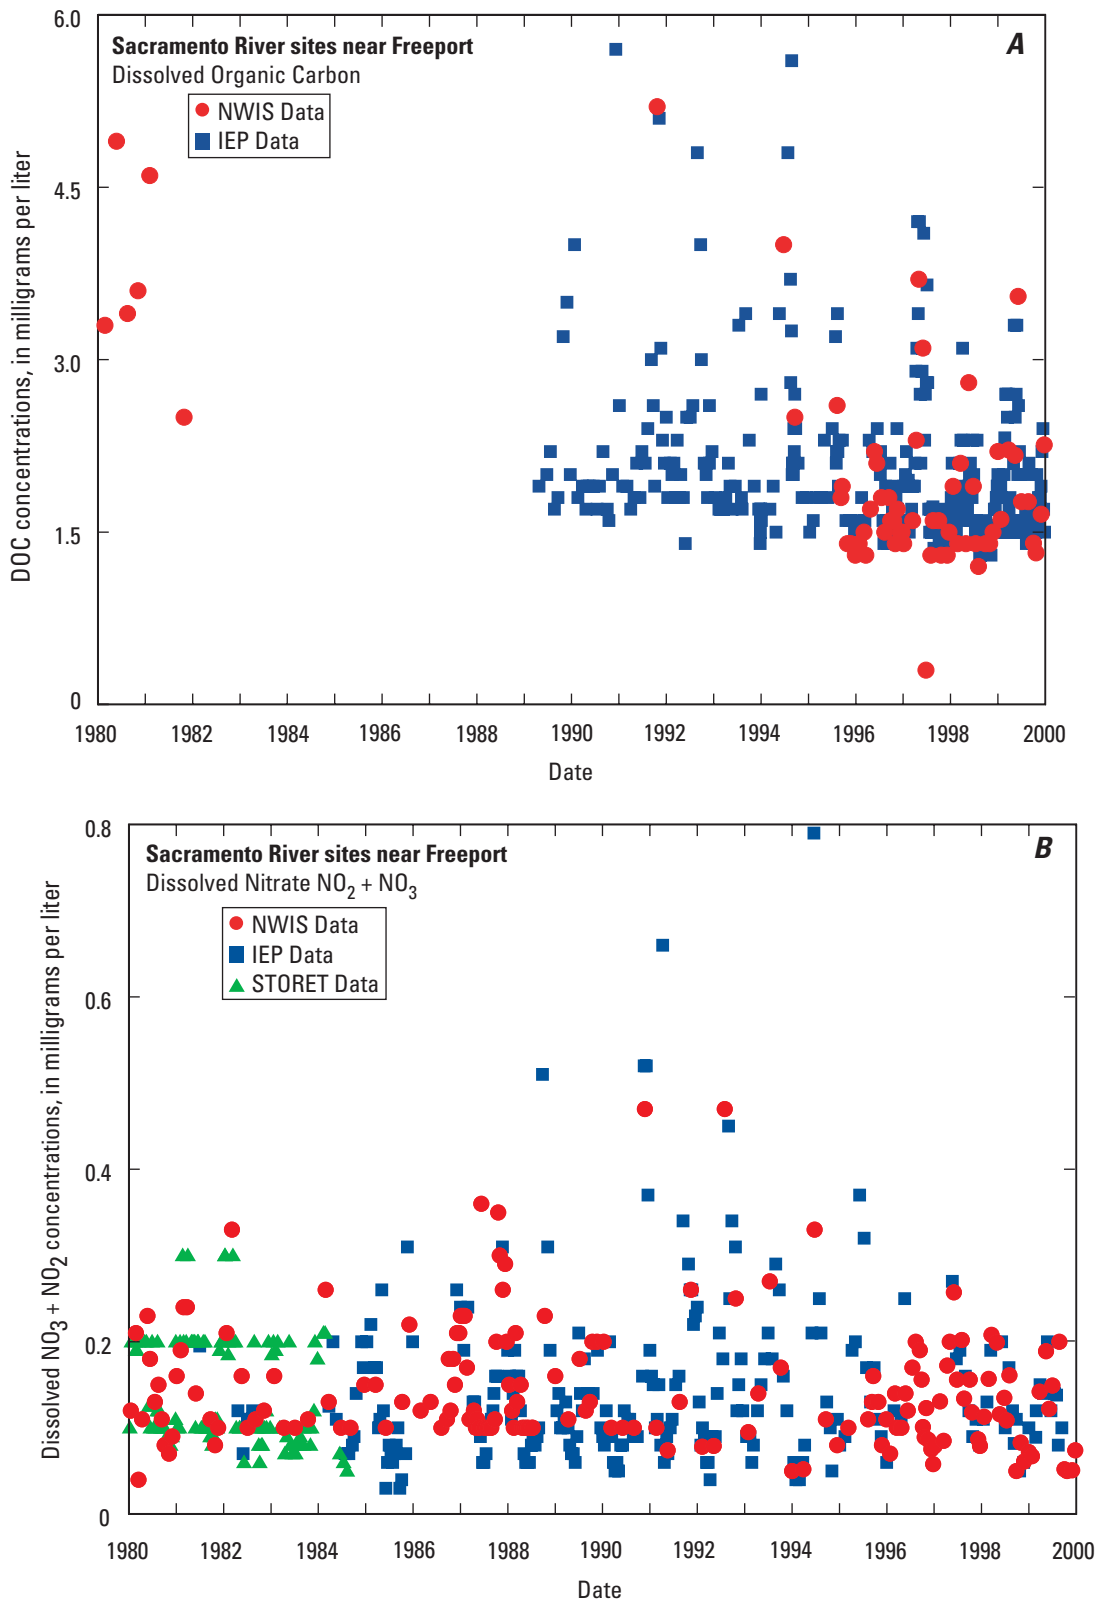 6.0
Sacramento River sites near Freeport
A
Dissolved Organic Carbon
NWIS Data
IEP Data
4.5
3.0
1.5
0
DOC concentrations, in milligrams per liter
1980 1982 1984 1986 1988 1990 1992 1994 1996 1998 2000
Date
0.8
Sacramento River sites near Freeport
B
Dissolved Nitrate NO2 + NO3
NWIS Data
IEP Data
STORET Data
0.6
0.4
0.2
0
Dissolved NO3 + NO2 concentrations, in milligrams per liter
1980 1982 1984 1986 1988 1990 1992 1994 1996 1998 2000
Date